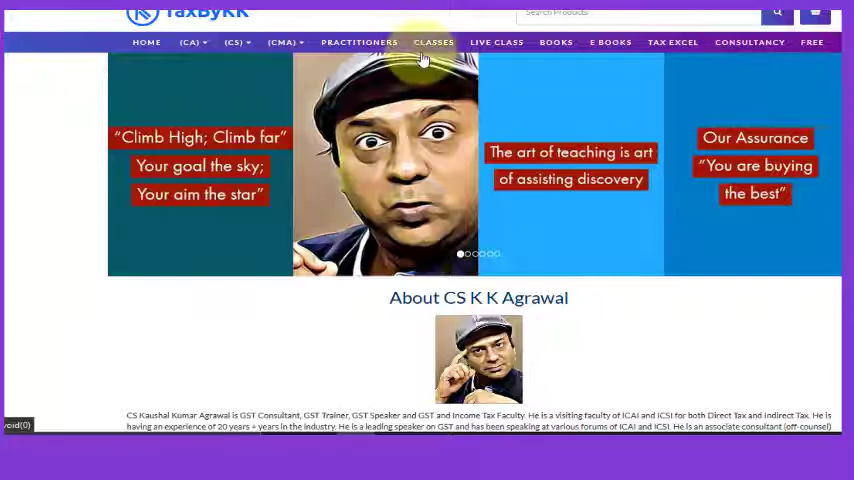 TaxByKK
Search Products
HOME (CA) (CS) (CMA) PRACTITIONERS CLASSES LIVE CLASS BOOKS E BOOKS TAX EXCEL CONSULTANCY FREE
“Climb High; Climb far”
Your goal the sky;
Your aim the star”
The art of teaching is art
of assisting discovery
Our Assurance
”You are buying
the best”
About CS K K Agrawal
CS Kaushal Kumar Agrawal is GST Consultant, GST Trainer, GST Speaker and GST and Income Tax Faculty. He is a visiting faculty of ICAI and ICSI for both Direct Tax and Indirect Tax. He is
having an experience of 20 years + years in the industry. He is a leading speaker on GST and has been speaking at various forums of ICAI and ICSI. He is an associate consultant (off-counsel)
void(0)